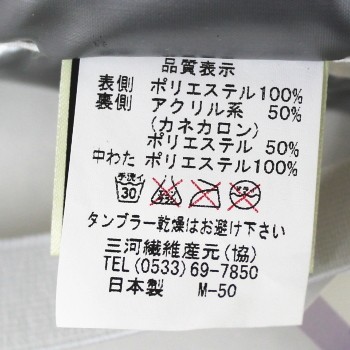 品質表示
表側 ポリエステル100%
裏側 アクリル系 50%
(カネカロン)
ポリエステル 50%
中わた ポリエステル100%
手洗イ 30
タンブラー乾燥はお避け下さい
三河繊維産元(協)
TEL (0533) 69-7850
日本製 M-50